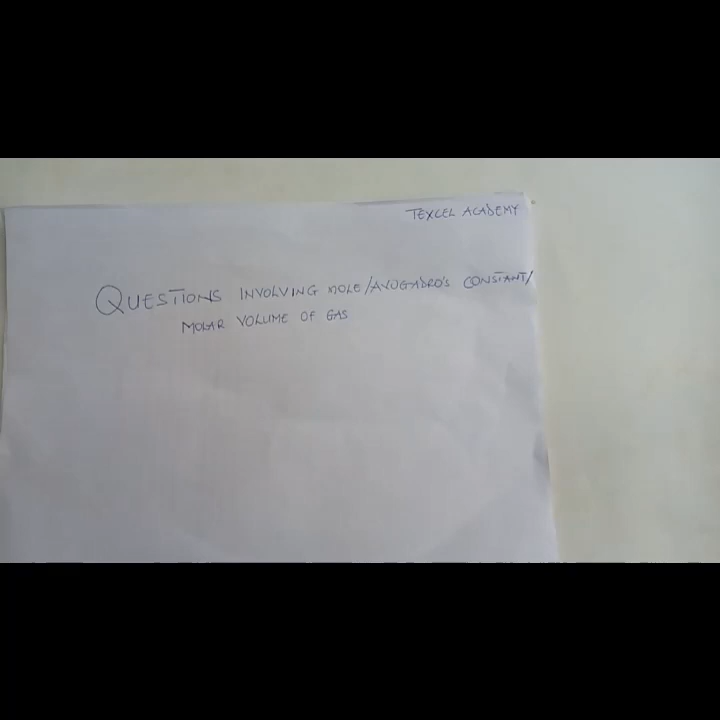 TEXCEL ACADEMY
QUESTIONS INVOLVING MOLE/AVOGADRO'S CONSTANT/
MOLAR VOLUME OF GAS